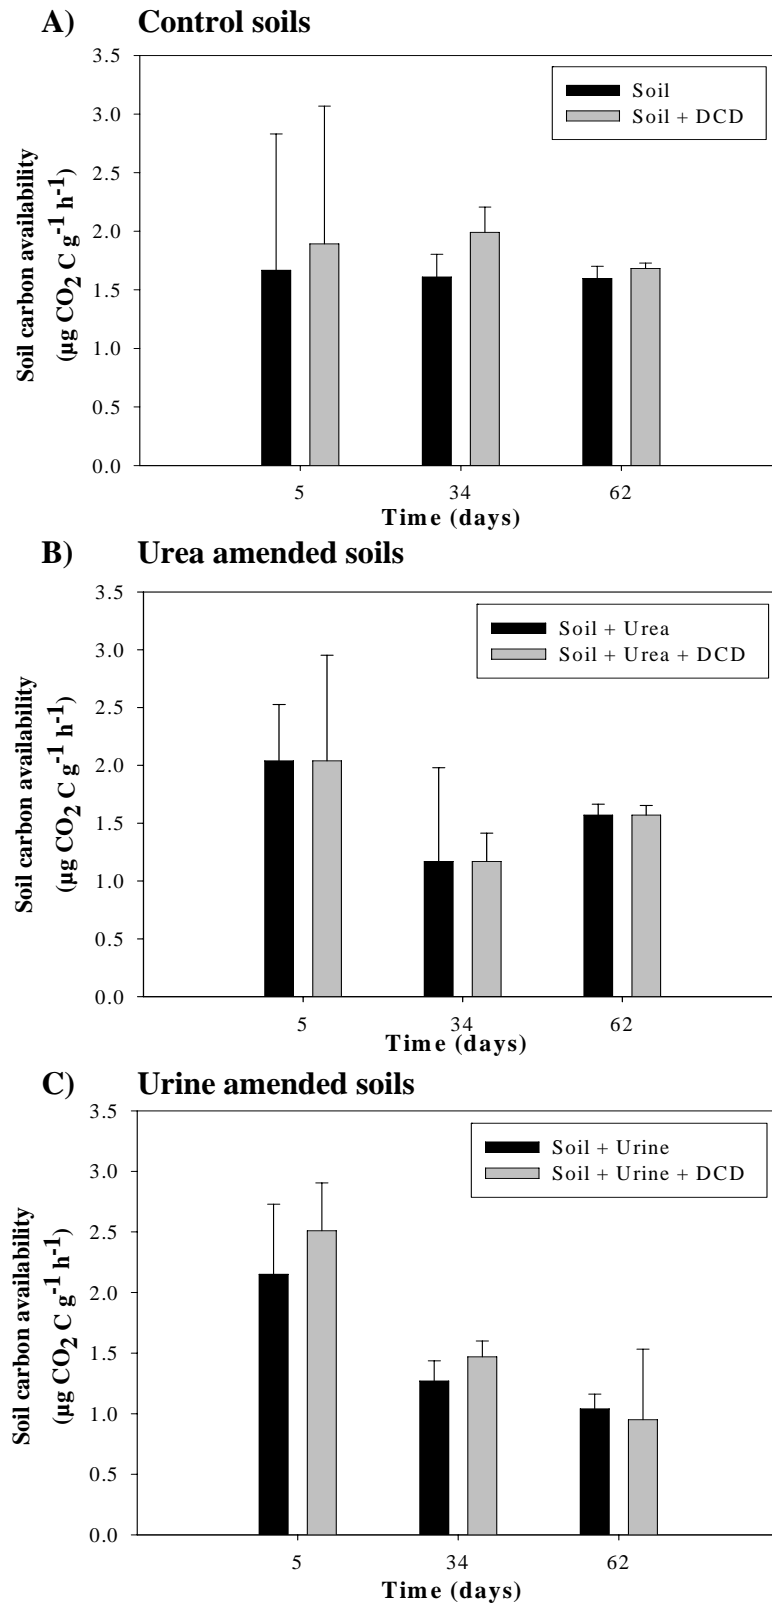 A) Control soils
3.5
3.0
2.5
2.0
1.5
1.0
0.5
0.0
Soil carbon availability
(µg CO2 C g-1 h-1)
Soil
Soil + DCD
5 34 62
Time (days)
B) Urea amended soils
3.5
3.0
2.5
2.0
1.5
1.0
0.5
0.0
Soil carbon availability
(µg CO2 C g-1 h-1)
Soil + Urea
Soil + Urea + DCD
5 34 62
Time (days)
C) Urine amended soils
3.5
3.0
2.5
2.0
1.5
1.0
0.5
0.0
Soil carbon availability
(µg CO2 C g-1 h-1)
Soil + Urine
Soil + Urine + DCD
5 34 62
Time (days)